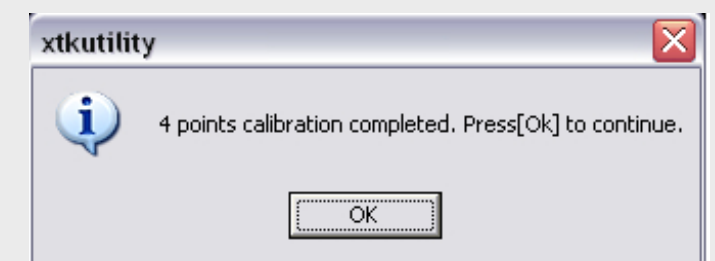 xtkutility
4 points calibration completed. Press[Ok] to continue.
OK